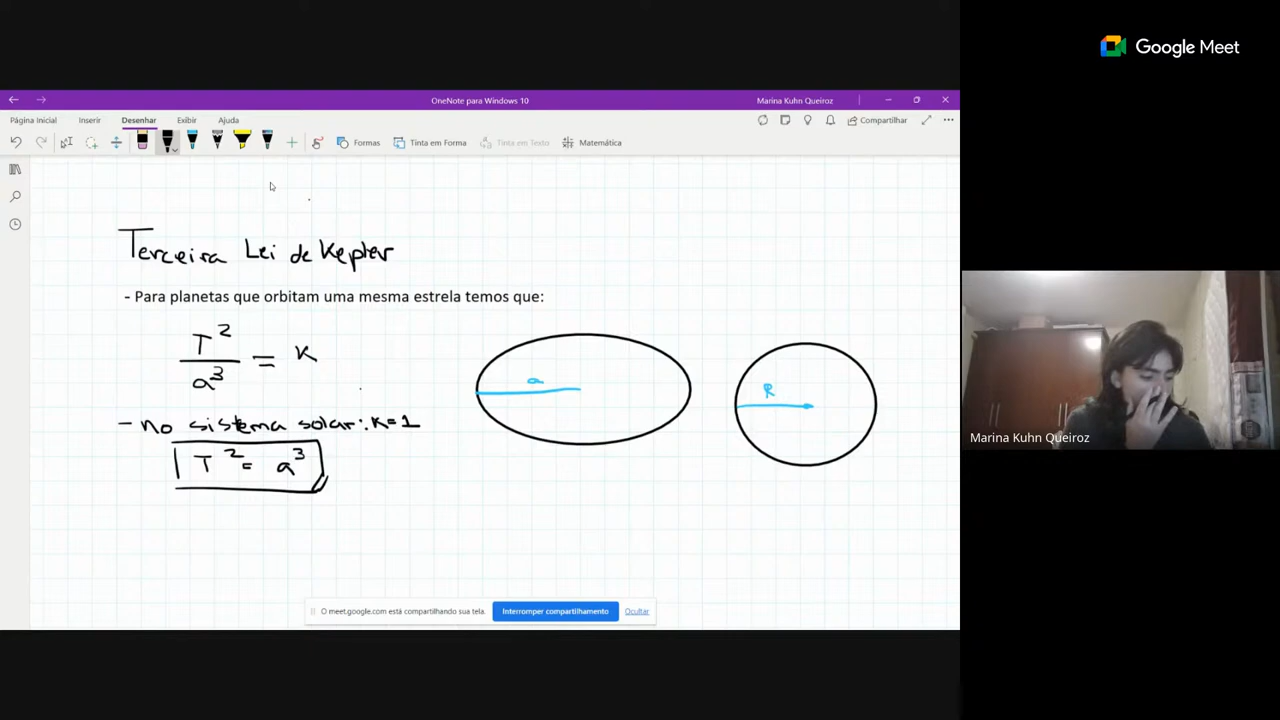 Google Meet
OneNote para Windows 10
Marina Kuhn Queiroz
Página Inicial Inserir Desenhar Exibir Ajuda
Compartilhar
Formas Tinta em Forma Tinta em Texto Matemática
Terceira Lei de Kepler
- Para planetas que orbitam uma mesma estrela temos que:
T² / a³ = K
a
R
- no sistema solar: K=1
T² = a³
Marina Kuhn Queiroz
O meet.google.com está compartilhando sua tela. Interromper compartilhamento Ocultar